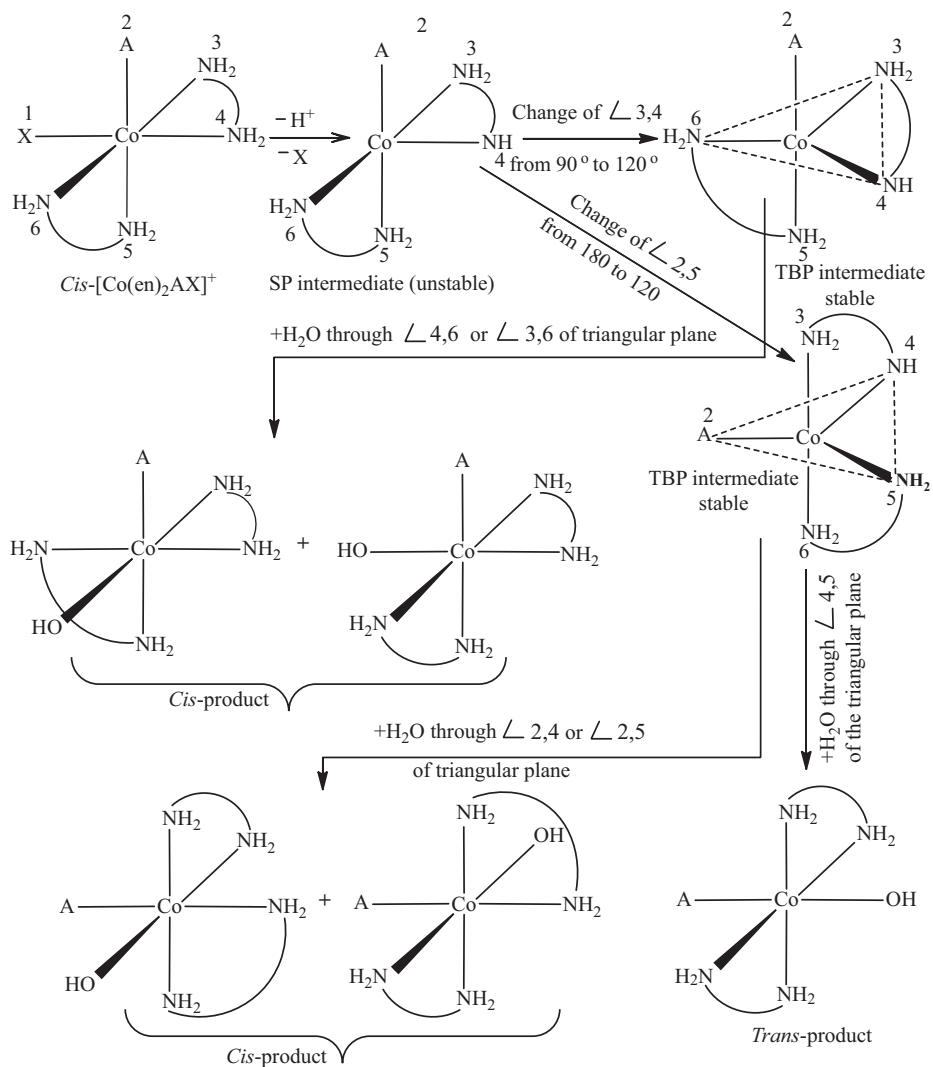 2
A
3
NH₂
1
X
Co
4
NH₂
H₂N
6
NH₂
5
Cis-[Co(en)₂AX]⁺
– H⁺
– X
2
A
3
NH₂
Co
NH
4
H₂N
6
NH₂
5
SP intermediate (unstable)
Change of ∠ 3,4
from 90° to 120°
2
A
3
NH₂
6
H₂N
Co
NH
4
NH₂
5
TBP intermediate
stable
Change of ∠ 2,5
from 180 to 120
+H₂O through ∠ 4,6 or ∠ 3,6 of triangular plane
3
NH₂
4
NH
2
A
Co
NH₂
5
TBP intermediate
stable
NH₂
6
A
NH₂
H₂N
Co
NH₂
HO
NH₂
+
A
NH₂
HO
Co
NH₂
H₂N
NH₂
Cis-product
+H₂O through ∠ 4,5
of the triangular plane
+H₂O through ∠ 2,4 or ∠ 2,5
of triangular plane
NH₂
NH₂
A
Co
NH₂
HO
NH₂
+
NH₂
OH
A
Co
NH₂
H₂N
NH₂
Cis-product
NH₂
NH₂
A
Co
OH
H₂N
NH₂
Trans-product